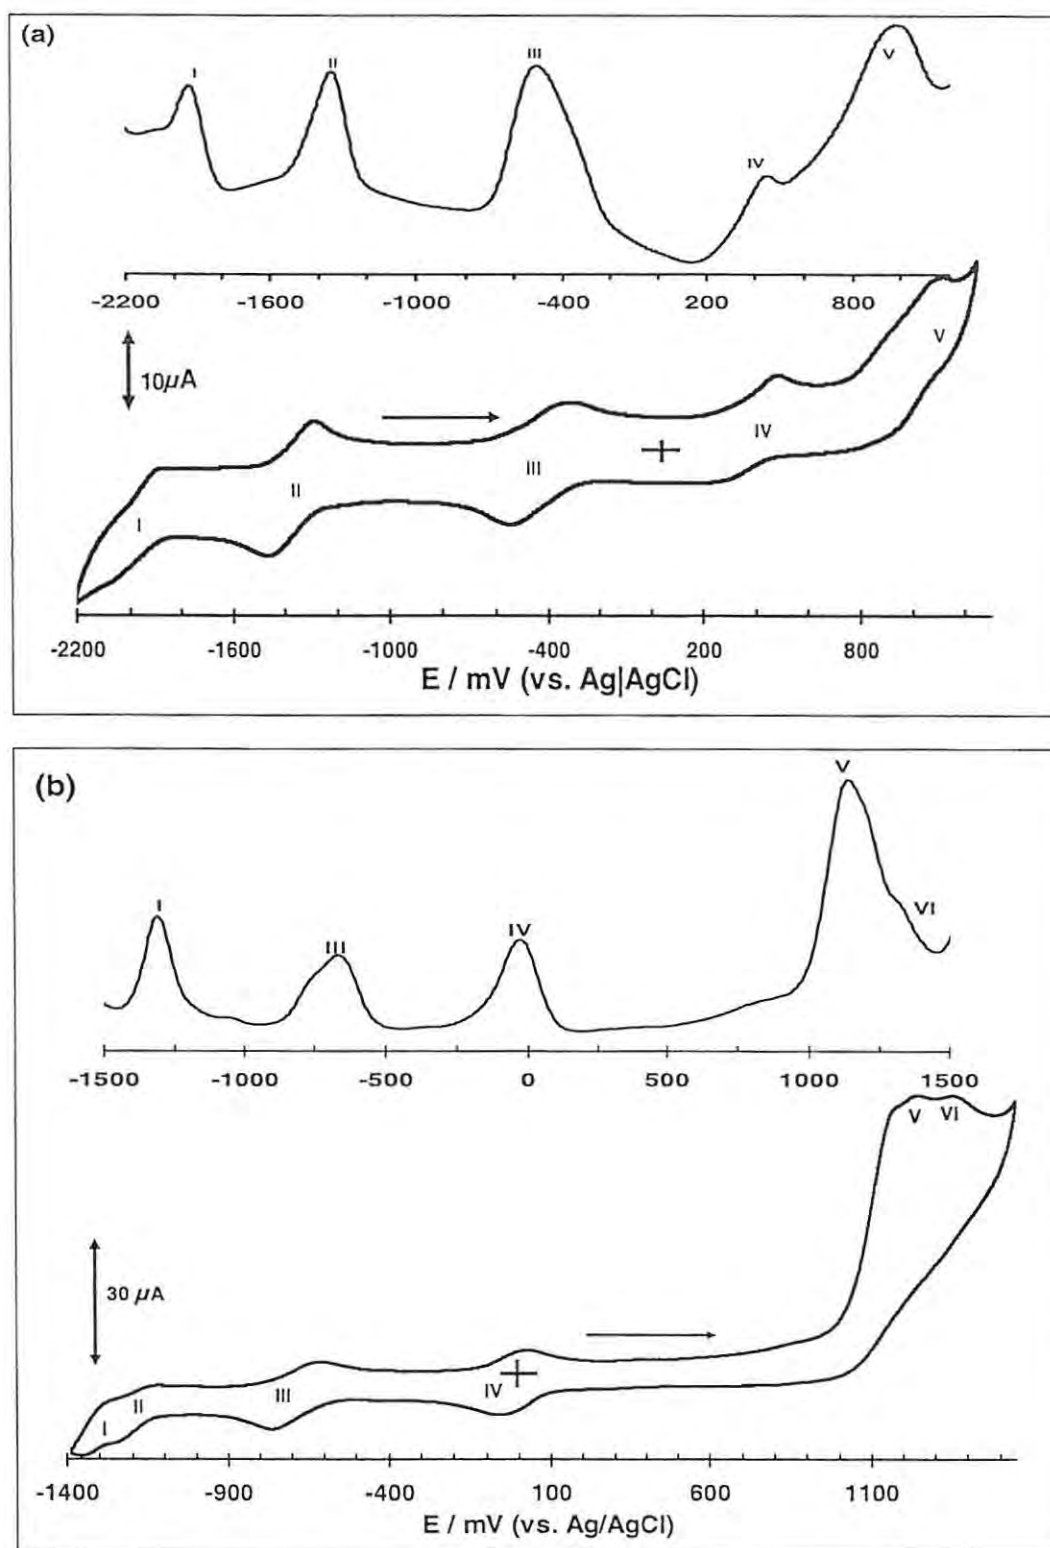 (a)
I II III IV V
-2200 -1600 -1000 -400 200 800
10μA
I II III IV V
-2200 -1600 -1000 -400 200 800
E / mV (vs. Ag|AgCl)
(b)
I III IV V VI
-1500 -1000 -500 0 500 1000 1500
30 μA
I II III IV V VI
-1400 -900 -400 100 600 1100
E / mV (vs. Ag/AgCl)